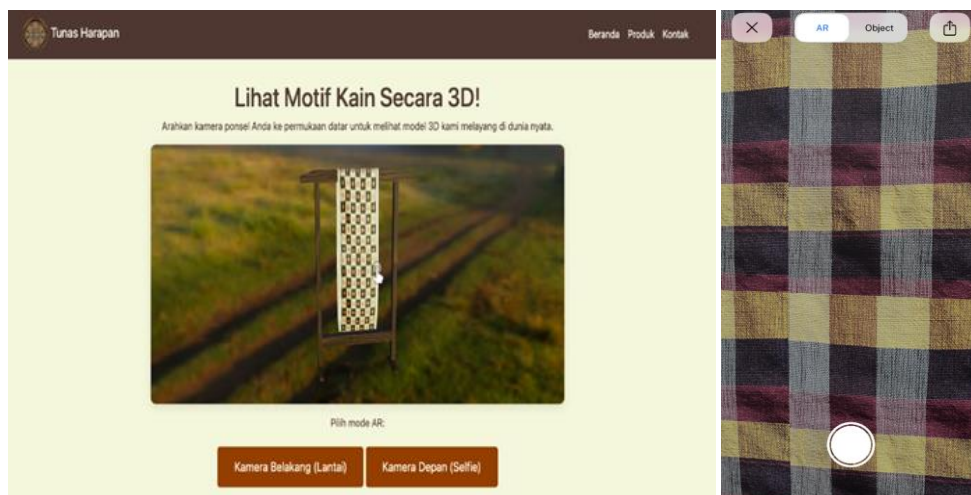 Tunas Harapan
Beranda Produk Kontak
Lihat Motif Kain Secara 3D!
Arahkan kamera ponsel Anda ke permukaan datar untuk melihat model 3D kami melayang di dunia nyata.
Pilih mode AR:
Kamera Belakang (Lantai)
Kamera Depan (Selfie)
AR
Object